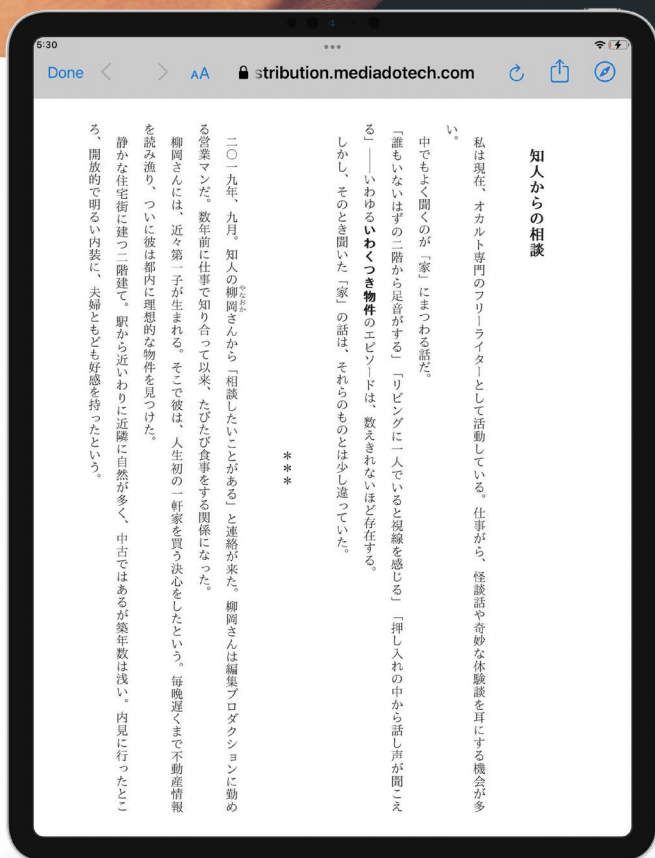 5:30
Done
AA
stribution.mediadotech.com
知人からの相談
私は現在、オカルト専門のフリーライターとして活動している。仕事がら、怪談話や奇妙な体験談を耳にする機会が多
い。
中でもよく聞くのが「家」にまつわる話だ。
「誰もいないはずの二階から足音がする」「リビングに一人でいると視線を感じる」「押し入れの中から話し声が聞こえ
る」――いわゆるいわくつき物件のエピソードは、数えきれないほど存在する。
しかし、そのとき聞いた「家」の話は、それらのものとは少し違っていた。
＊＊＊
二〇一九年、九月。知人の柳岡さんから「相談したいことがある」と連絡が来た。柳岡さんは編集プロダクションに勤め
やなおか
る営業マンだ。数年前に仕事で知り合って以来、たびたび食事をする関係になった。
柳岡さんには、近々第一子が生まれる。そこで彼は、人生初の一軒家を買う決心をしたという。毎晩遅くまで不動産情報
を読み漁り、ついに彼は都内に理想的な物件を見つけた。
静かな住宅街に建つ二階建て。駅から近いわりに近隣に自然が多く、中古ではあるが築年数は浅い。内見に行ったとこ
ろ、開放的で明るい内装に、夫婦ともども好感を持ったという。